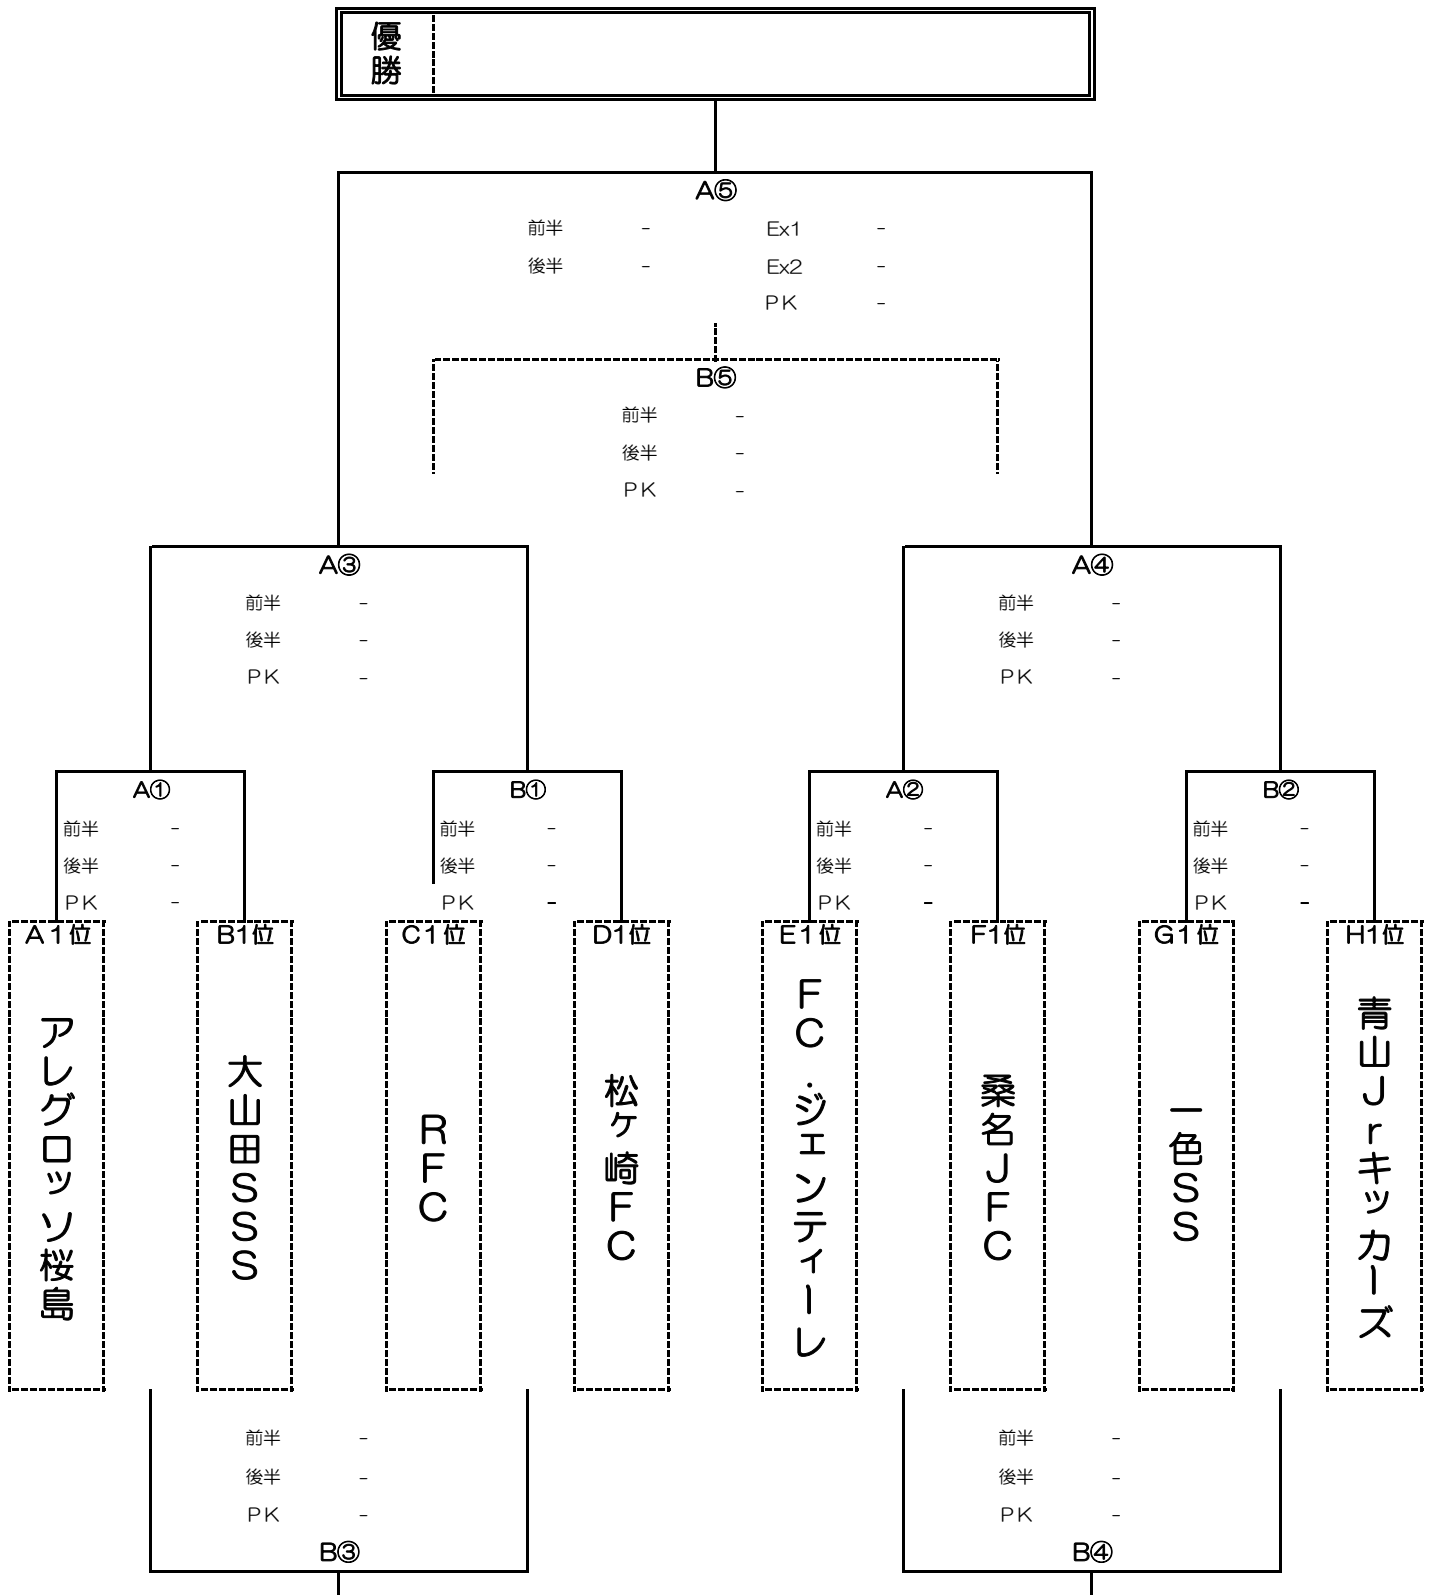 優勝
A⑤
前半 - Ex1 -
後半 - Ex2 -
PK -
B⑤
前半 -
後半 -
PK -
A③ A④
前半 - 前半 -
後半 - 後半 -
PK - PK -
A① B① A② B②
前半 - 前半 - 前半 - 前半 -
後半 - 後半 - 後半 - 後半 -
PK - PK - PK - PK -
A1位 B1位 C1位 D1位 E1位 F1位 G1位 H1位
アレグロッソ桜島
大山田SSS
RFC
松ヶ崎FC
FC・ジェンティーレ
桑名JFC
一色SS
青山Jrキッカーズ
前半 - 前半 -
後半 - 後半 -
PK - PK -
B③ B④